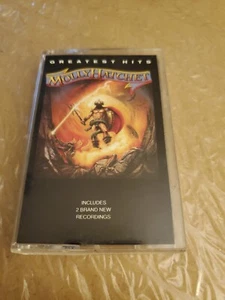 GREATEST HITS
MOLLY HATCHET
INCLUDES
2 BRAND NEW
RECORDINGS